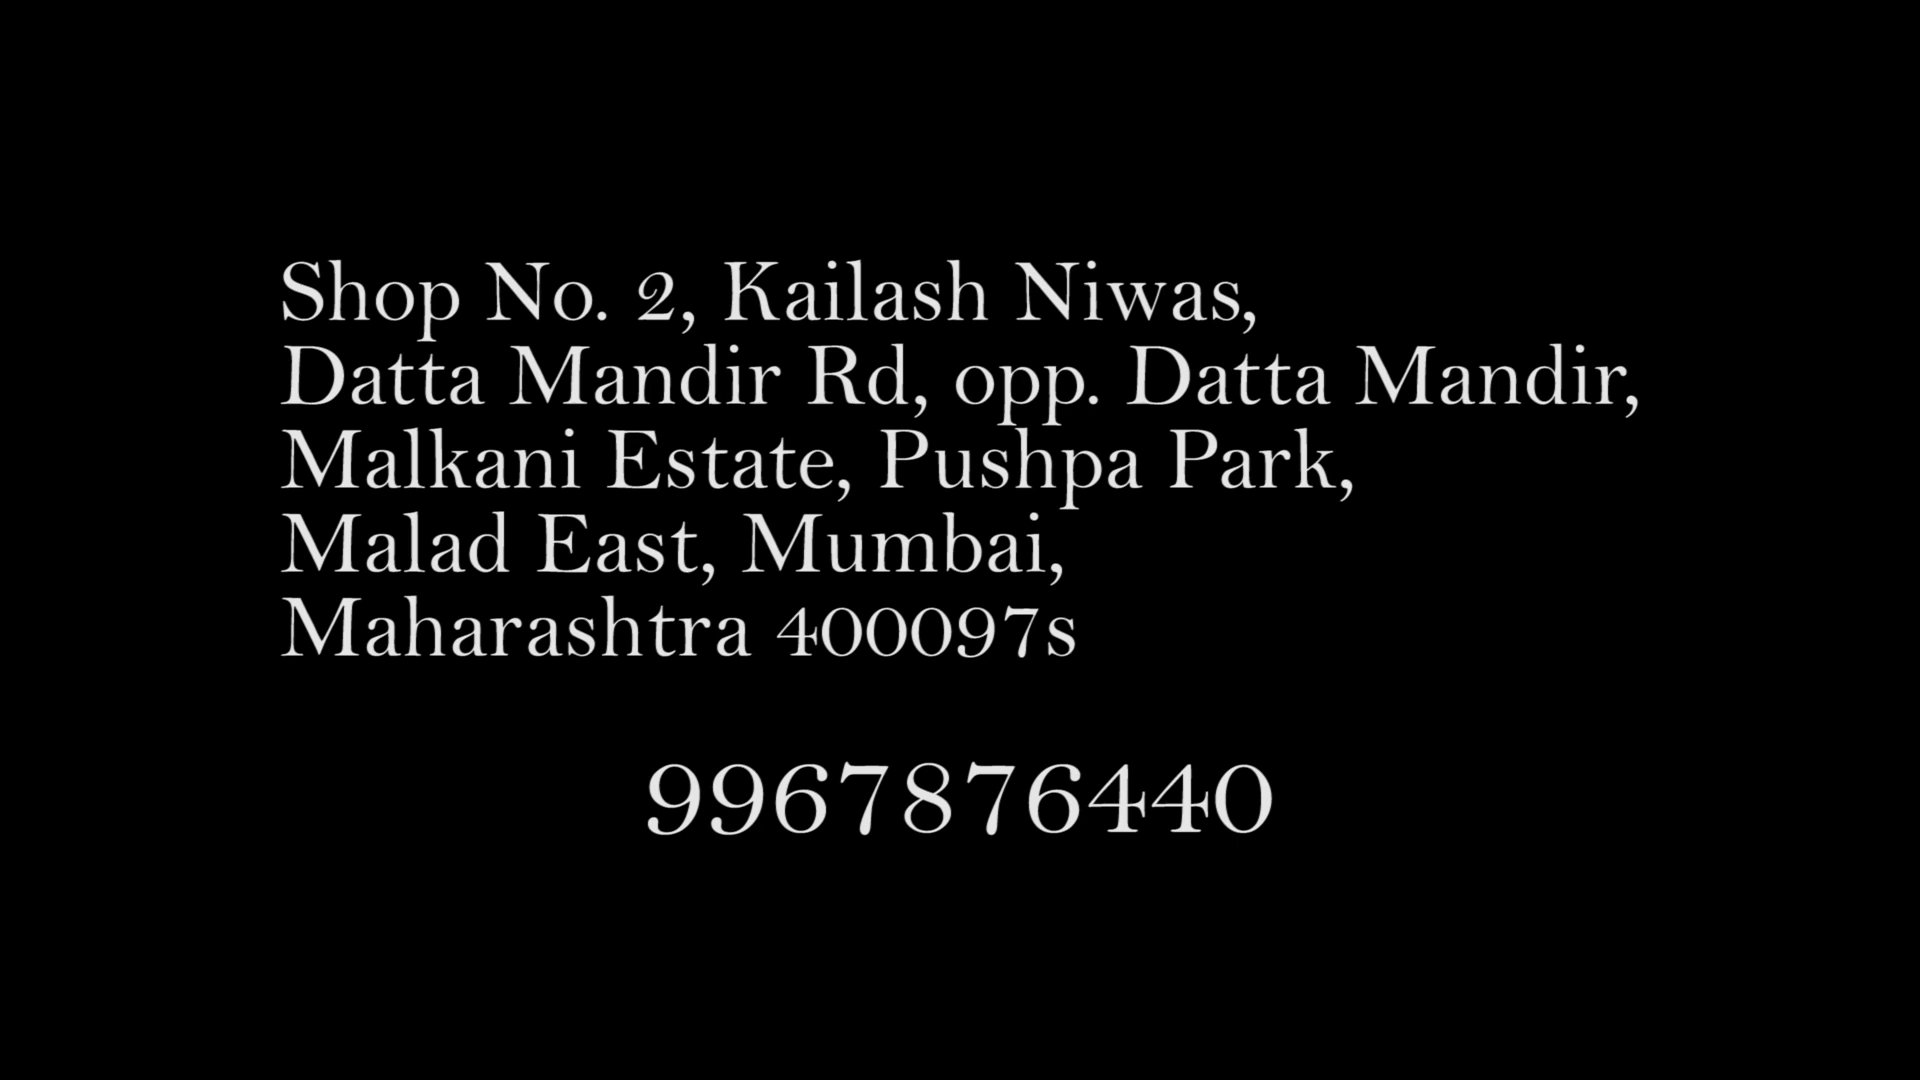 Shop No. 2, Kailash Niwas,
Datta Mandir Rd, opp. Datta Mandir,
Malkani Estate, Pushpa Park,
Malad East, Mumbai,
Maharashtra 400097s
9967876440